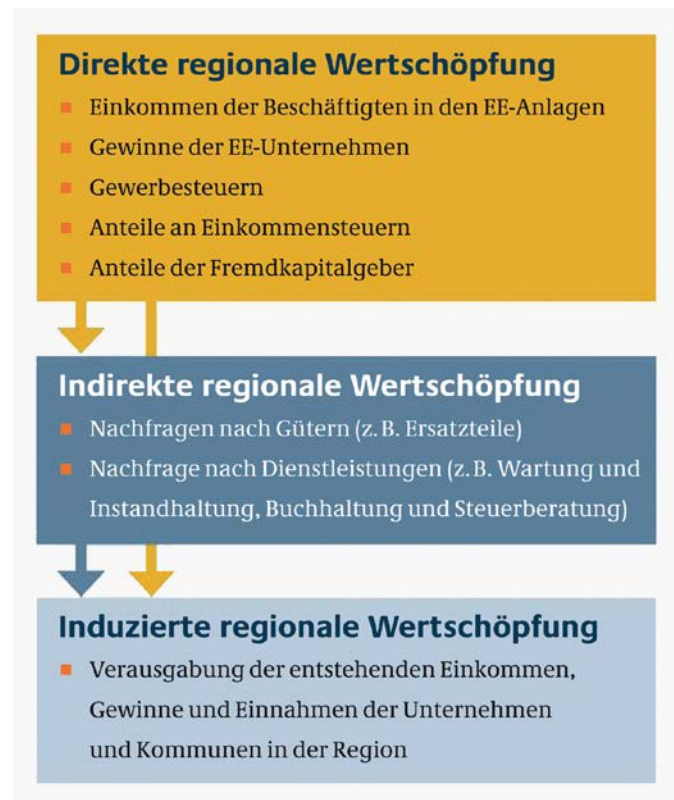 Direkte regionale Wertschöpfung
▪ Einkommen der Beschäftigten in den EE-Anlagen
▪ Gewinne der EE-Unternehmen
▪ Gewerbesteuern
▪ Anteile an Einkommensteuern
▪ Anteile der Fremdkapitalgeber
Indirekte regionale Wertschöpfung
▪ Nachfragen nach Gütern (z. B. Ersatzteile)
▪ Nachfrage nach Dienstleistungen (z. B. Wartung und
Instandhaltung, Buchhaltung und Steuerberatung)
Induzierte regionale Wertschöpfung
▪ Verausgabung der entstehenden Einkommen,
Gewinne und Einnahmen der Unternehmen
und Kommunen in der Region